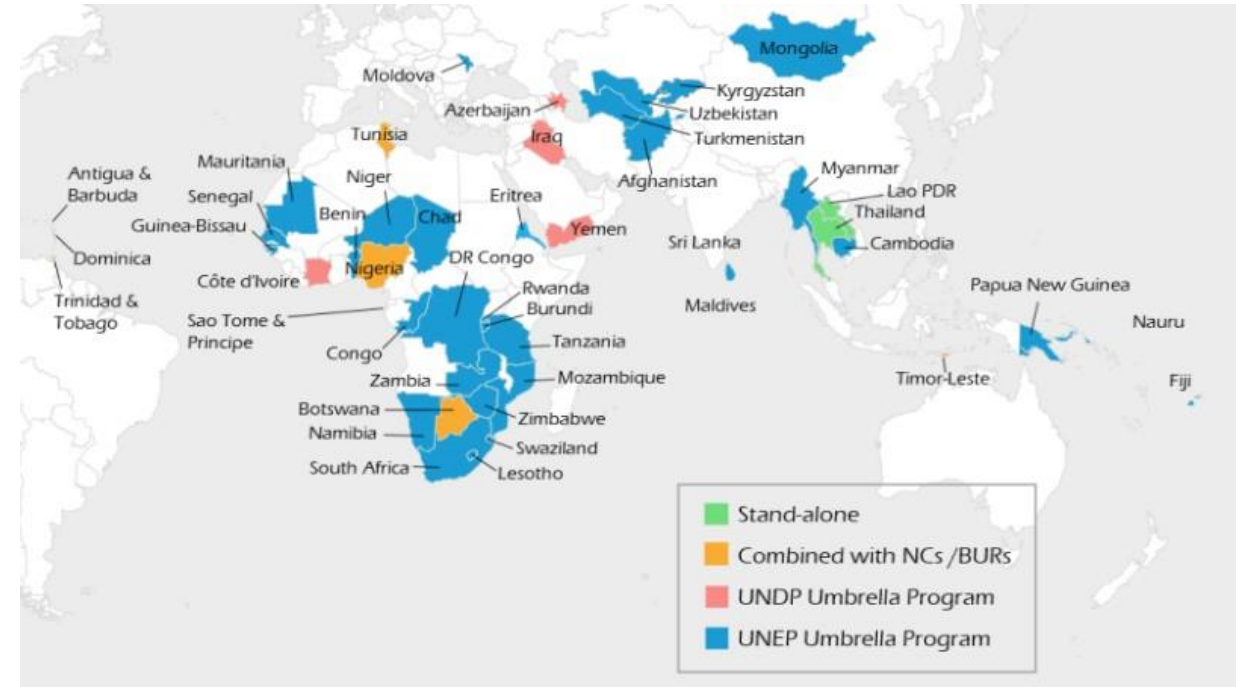 Mongolia
Moldova
Kyrgyzstan
Azerbaijan
Uzbekistan
Tunisia
Iraq
Turkmenistan
Mauritania
Myanmar
Antigua &
Barbuda
Niger
Afghanistan
Lao PDR
Senegal
Eritrea
Thailand
Benin
Chad
Guinea-Bissau
Yemen
Sri Lanka
Cambodia
Dominica
DR Congo
Nigeria
Côte d'Ivoire
Rwanda
Papua New Guinea
Trinidad &
Tobago
Burundi
Maldives
Sao Tome &
Principe
Nauru
Tanzania
Congo
Zambia
Mozambique
Timor-Leste
Fiji
Botswana
Zimbabwe
Namibia
Swaziland
South Africa
Lesotho
Stand-alone
Combined with NCs /BURs
UNDP Umbrella Program
UNEP Umbrella Program